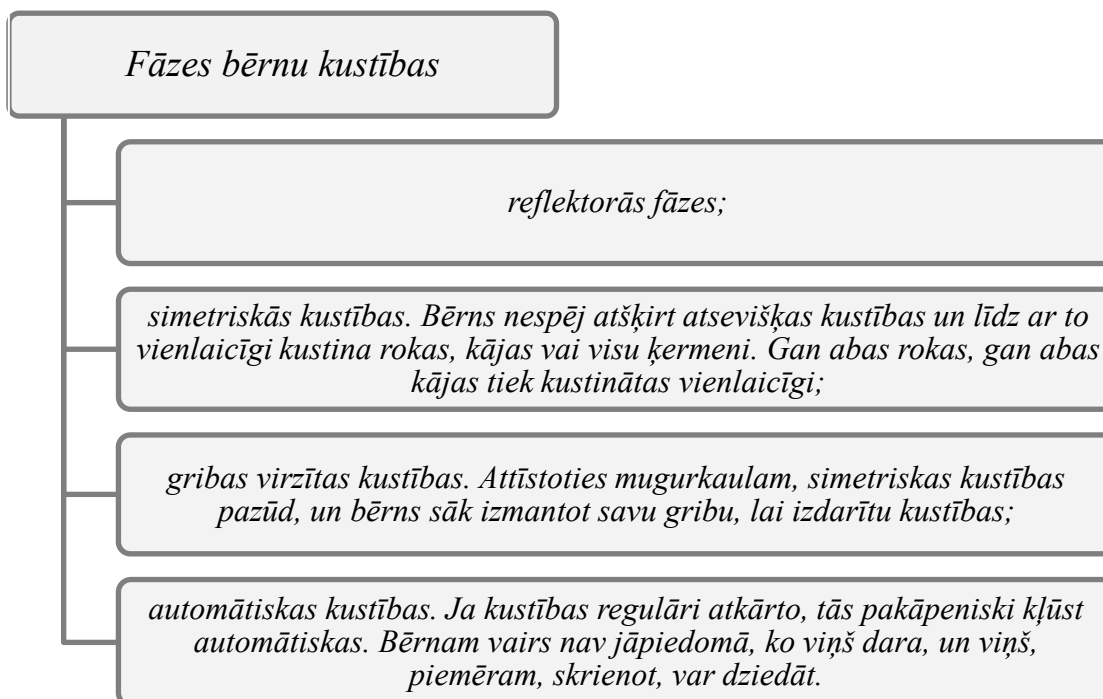 Fāzes bērnu kustības
reflektorās fāzes;
simetriskās kustības. Bērns nespēj atšķirt atsevišķas kustības un līdz ar to
vienlaicīgi kustina rokas, kājas vai visu ķermeni. Gan abas rokas, gan abas
kājas tiek kustinātas vienlaicīgi;
gribas virzītas kustības. Attīstoties mugurkaulam, simetriskas kustības
pazūd, un bērns sāk izmantot savu gribu, lai izdarītu kustības;
automātiskas kustības. Ja kustības regulāri atkārto, tās pakāpeniski kļūst
automātiskas. Bērnam vairs nav jāpiedomā, ko viņš dara, un viņš,
piemēram, skrienot, var dziedāt.